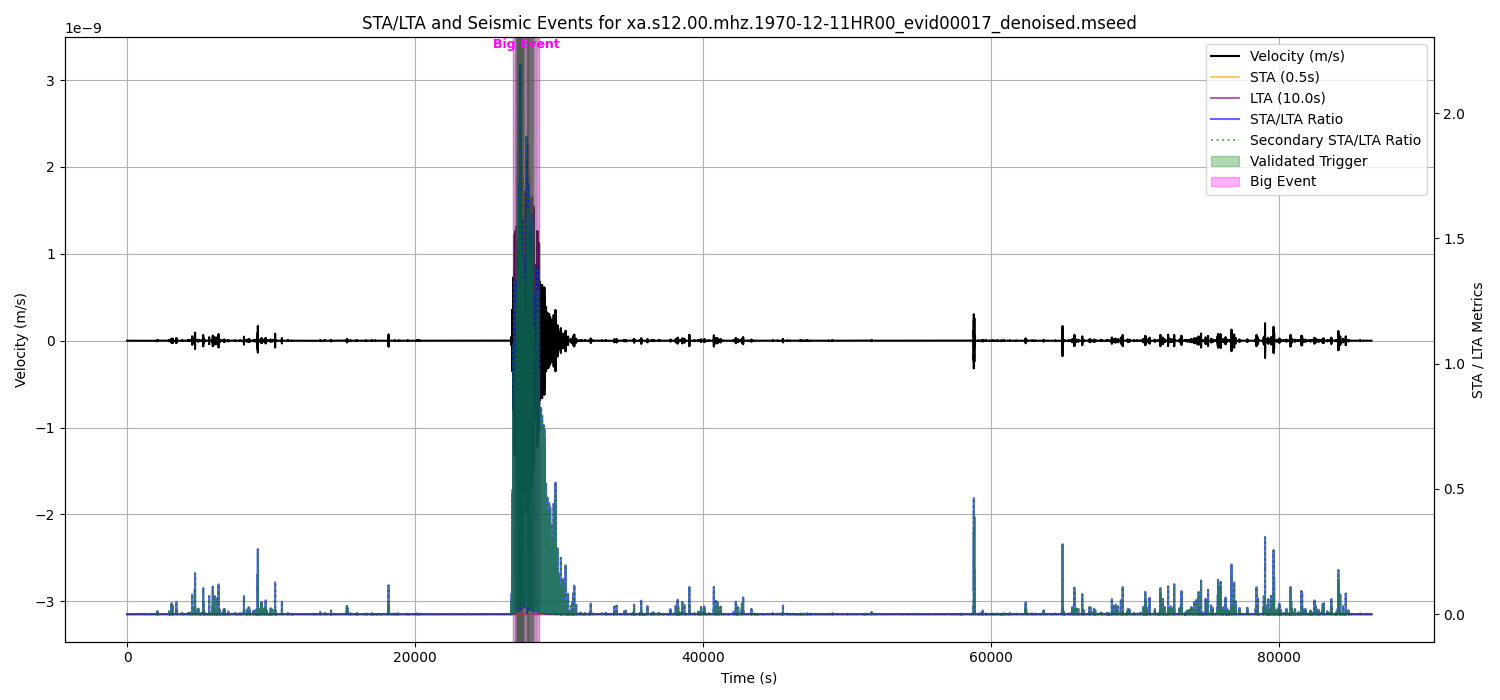 STA/LTA and Seismic Events for xa.s12.00.mhz.1970-12-11HR00_evid00017_denoised.mseed
1e−9
Big Event
Velocity (m/s)
STA (0.5s)
LTA (10.0s)
STA/LTA Ratio
Secondary STA/LTA Ratio
Validated Trigger
Big Event
3
2
1
0
−1
−2
−3
Velocity (m/s)
2.0
1.5
1.0
0.5
0.0
STA / LTA Metrics
0 20000 40000 60000 80000
Time (s)